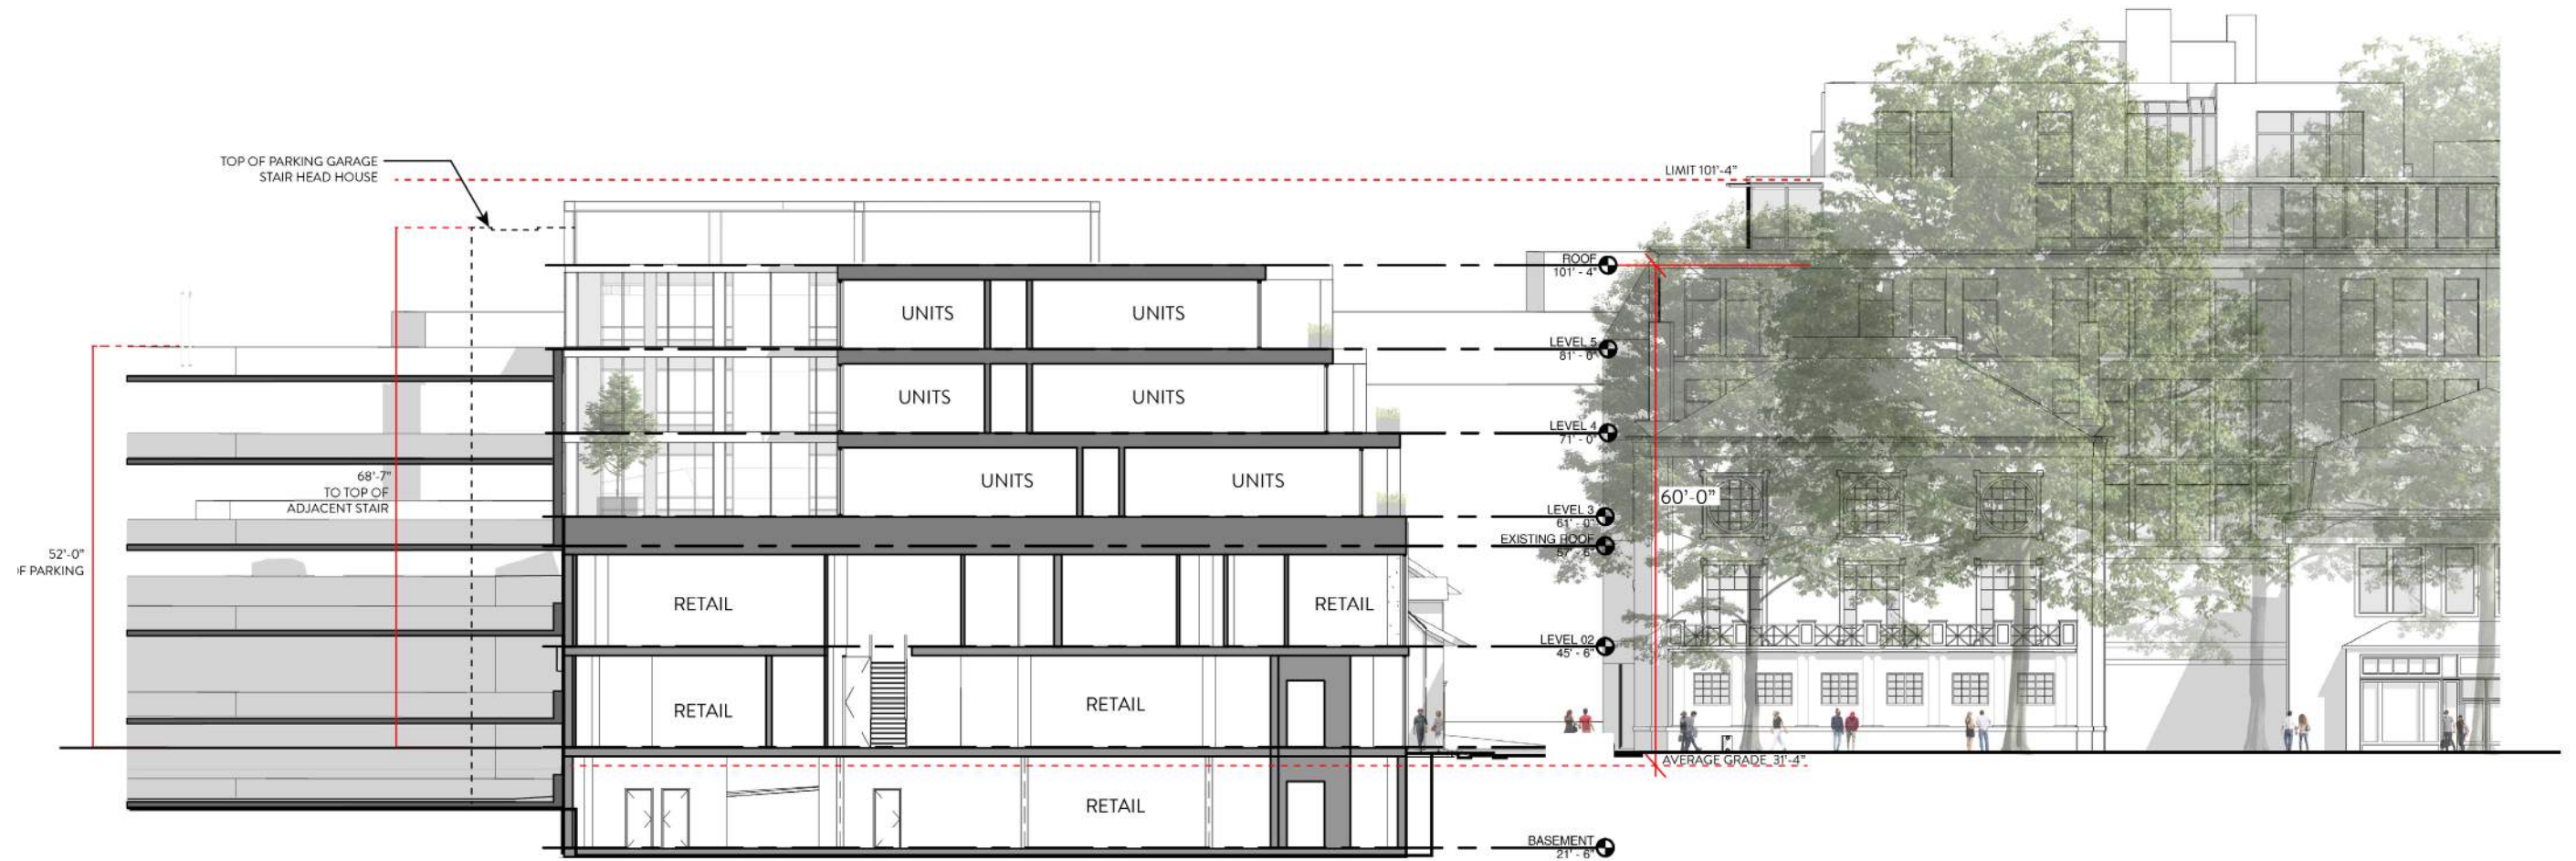 TOP OF PARKING GARAGE
STAIR HEAD HOUSE
LIMIT 101'-4"
ROOF
101' - 4"
UNITS
UNITS
LEVEL 5
81' - 0"
UNITS
UNITS
LEVEL 4
71' - 0"
68'-7"
TO TOP OF
ADJACENT STAIR
UNITS
UNITS
60'-0"
LEVEL 3
61' - 0"
EXISTING ROOF
57' - 6"
52'-0"
F PARKING
RETAIL
RETAIL
LEVEL 02
45' - 6"
RETAIL
RETAIL
AVERAGE GRADE 31'-4"
RETAIL
BASEMENT
21' - 6"